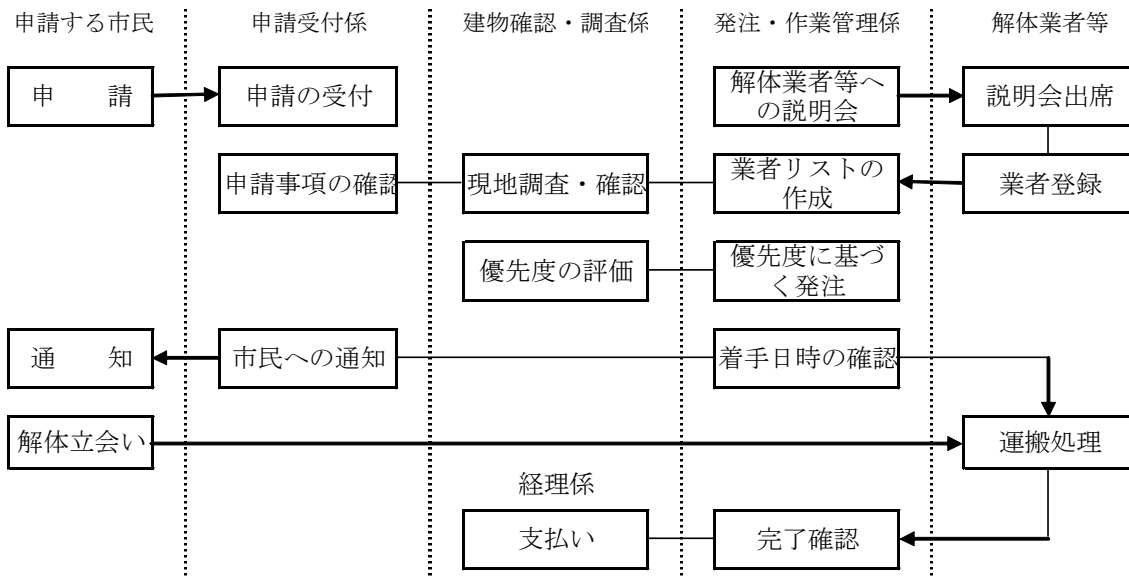 申請する市民
申請受付係
建物確認・調査係
発注・作業管理係
解体業者等
申　請
申請の受付
解体業者等へ
の説明会
説明会出席
申請事項の確認
現地調査・確認
業者リストの
作成
業者登録
優先度の評価
優先度に基づ
く発注
通　知
市民への通知
着手日時の確認
解体立会い
運搬処理
経理係
支払い
完了確認